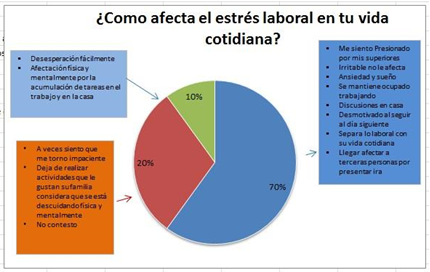 ¿Como afecta el estrés laboral en tu vida
cotidiana?
• Desesperación fácilmente
• Afectación física y
mentalmente por la
acumulación de tareas en el
trabajo y en la casa
• A veces siento que
me torno impaciente
• Deja de realizar
actividades que le
gustan su familia
considera que se está
descuidando física y
mentalmente
• No contesto
10%
20%
70%
• Me siento Presionado
por mis superiores
• Irritable no le afecta
• Ansiedad y sueño
• Se mantiene ocupado
trabajando
• Discusiones en casa
• Desmotivado al seguir
al día siguiente
• Separa lo laboral con
su vida cotidiana
• Llegar afectar a
terceras personas por
presentar ira